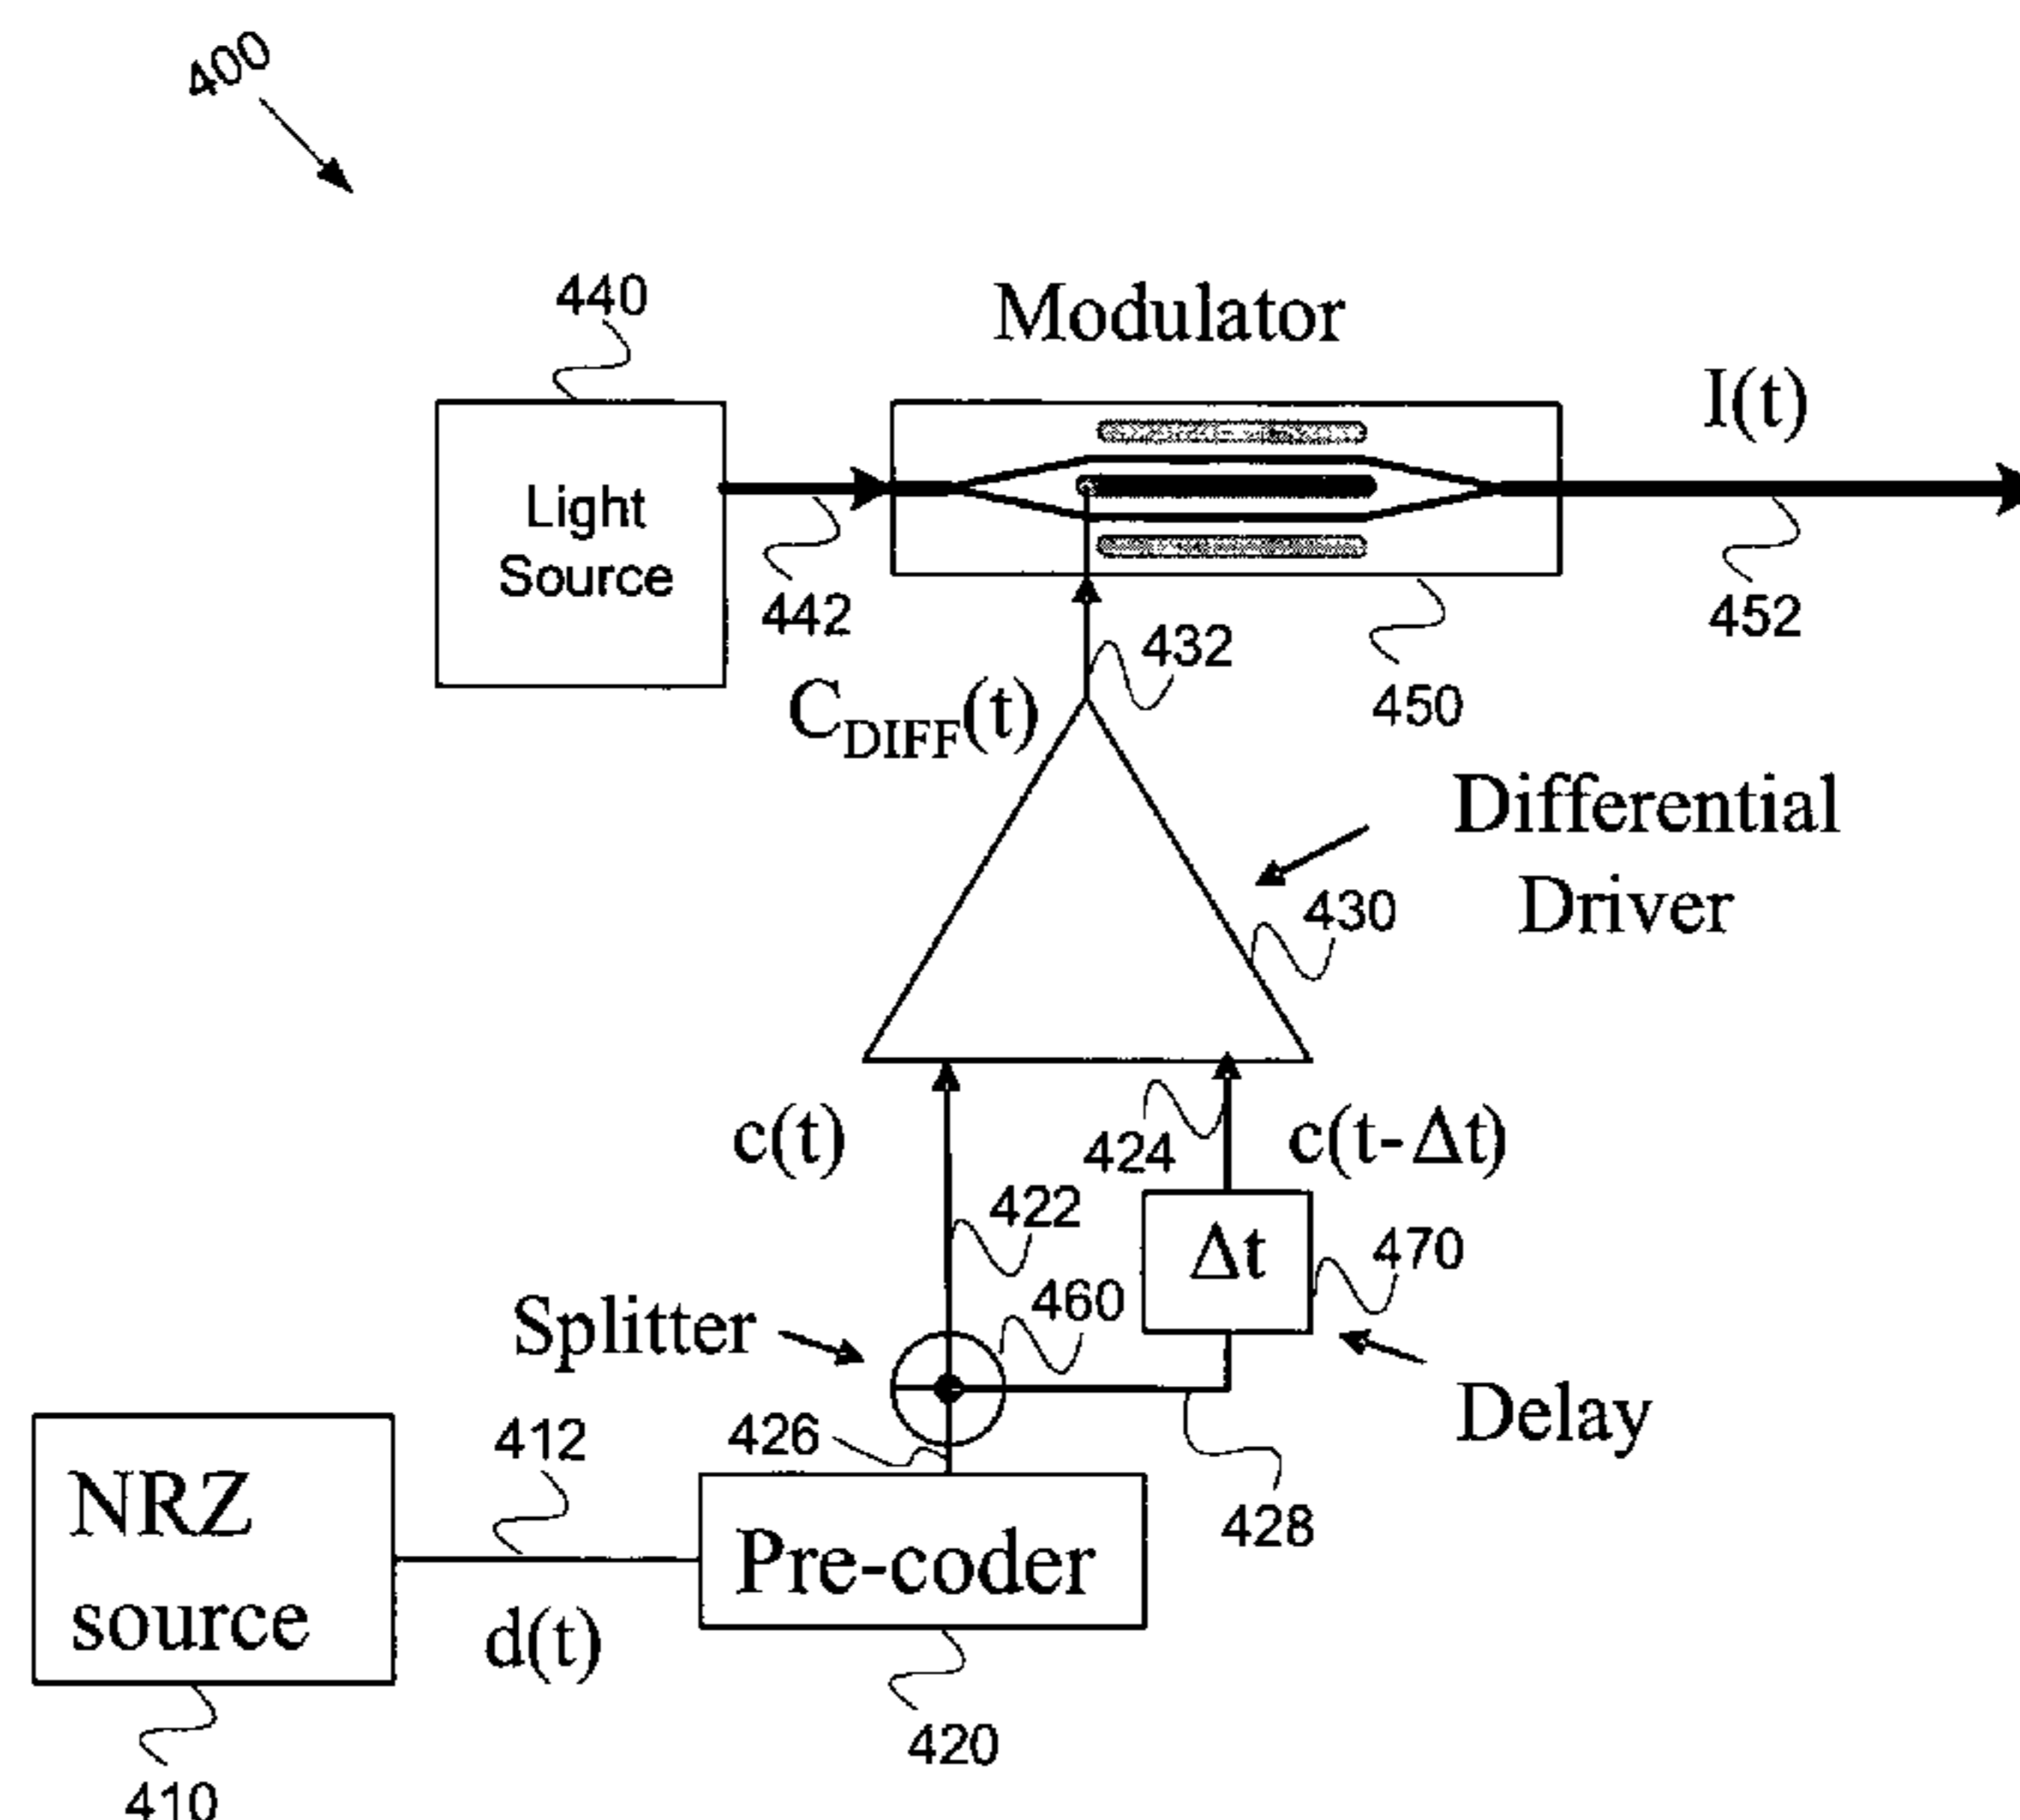 400
440
Modulator
I(t)
Light
Source
442
432
452
450
C_DIFF(t)
Differential
Driver
430
c(t)
424
c(t-Δt)
422
Δt
470
460
Splitter
Delay
426
412
428
NRZ
source
Pre-coder
d(t)
420
410